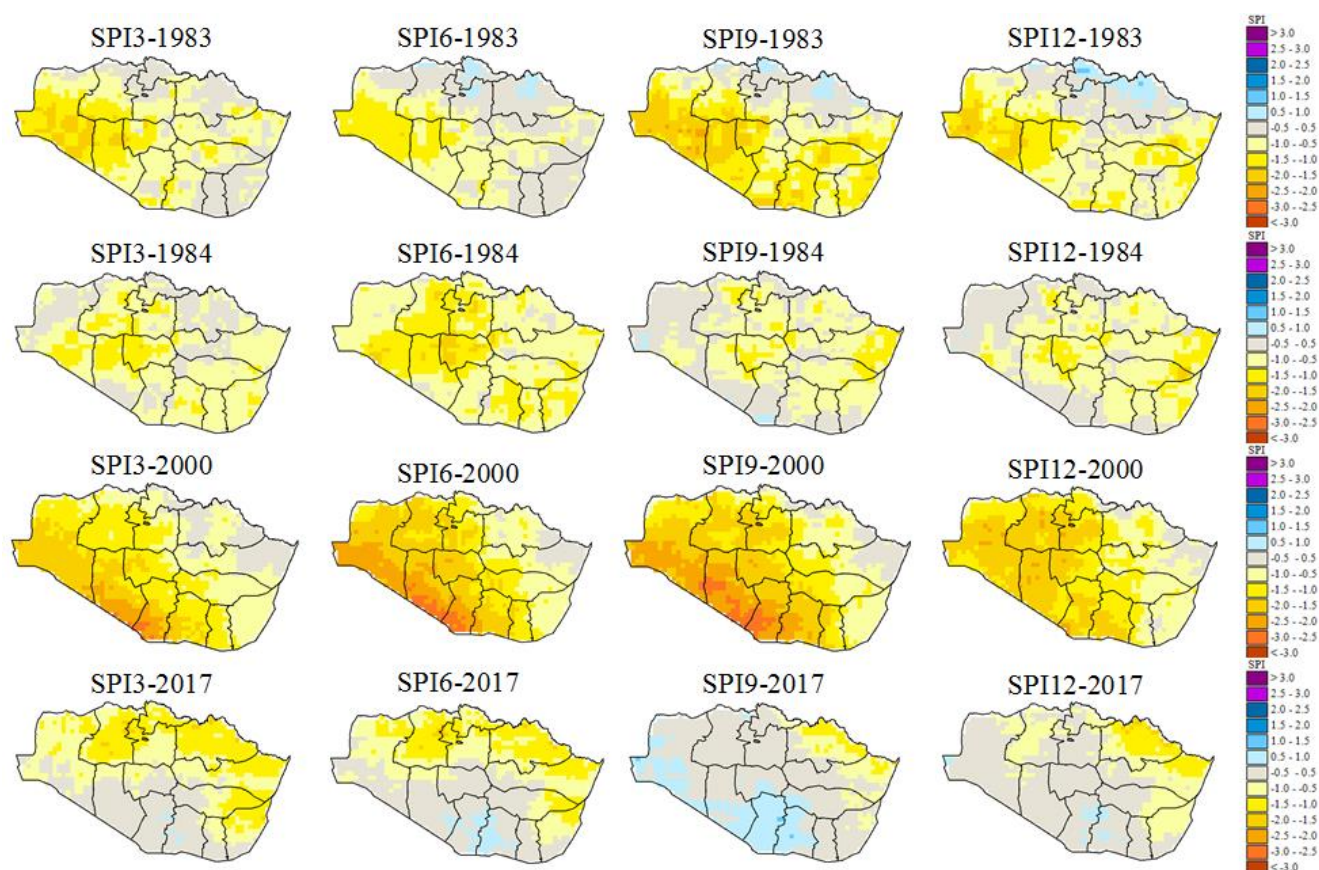 SPI3-1983
SPI6-1983
SPI9-1983
SPI12-1983
SPI
> 3.0
2.5 - 3.0
2.0 - 2.5
1.5 - 2.0
1.0 - 1.5
0.5 - 1.0
-0.5 - 0.5
-1.0 - -0.5
-1.5 - -1.0
-2.0 - -1.5
-2.5 - -2.0
-3.0 - -2.5
< -3.0
SPI3-1984
SPI6-1984
SPI9-1984
SPI12-1984
SPI
> 3.0
2.5 - 3.0
2.0 - 2.5
1.5 - 2.0
1.0 - 1.5
0.5 - 1.0
-0.5 - 0.5
-1.0 - -0.5
-1.5 - -1.0
-2.0 - -1.5
-2.5 - -2.0
-3.0 - -2.5
< -3.0
SPI3-2000
SPI6-2000
SPI9-2000
SPI12-2000
SPI
> 3.0
2.5 - 3.0
2.0 - 2.5
1.5 - 2.0
1.0 - 1.5
0.5 - 1.0
-0.5 - 0.5
-1.0 - -0.5
-1.5 - -1.0
-2.0 - -1.5
-2.5 - -2.0
-3.0 - -2.5
< -3.0
SPI3-2017
SPI6-2017
SPI9-2017
SPI12-2017
SPI
> 3.0
2.5 - 3.0
2.0 - 2.5
1.5 - 2.0
1.0 - 1.5
0.5 - 1.0
-0.5 - 0.5
-1.0 - -0.5
-1.5 - -1.0
-2.0 - -1.5
-2.5 - -2.0
-3.0 - -2.5
< -3.0